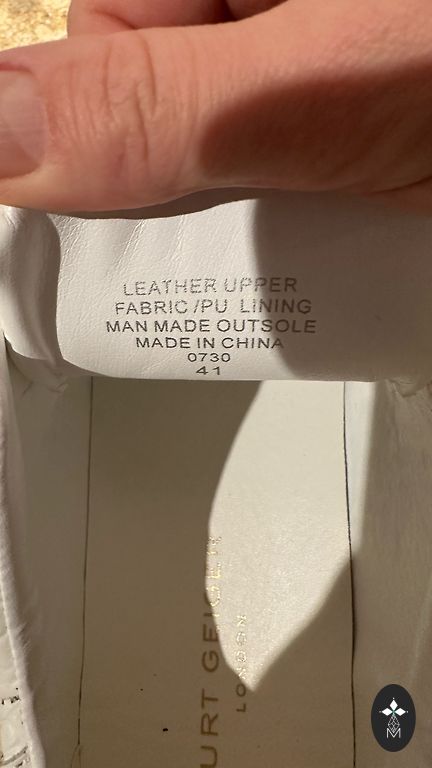 LEATHER UPPER
FABRIC /PU LINING
MAN MADE OUTSOLE
MADE IN CHINA
0730
41
URT GEIGER
LONDON
M